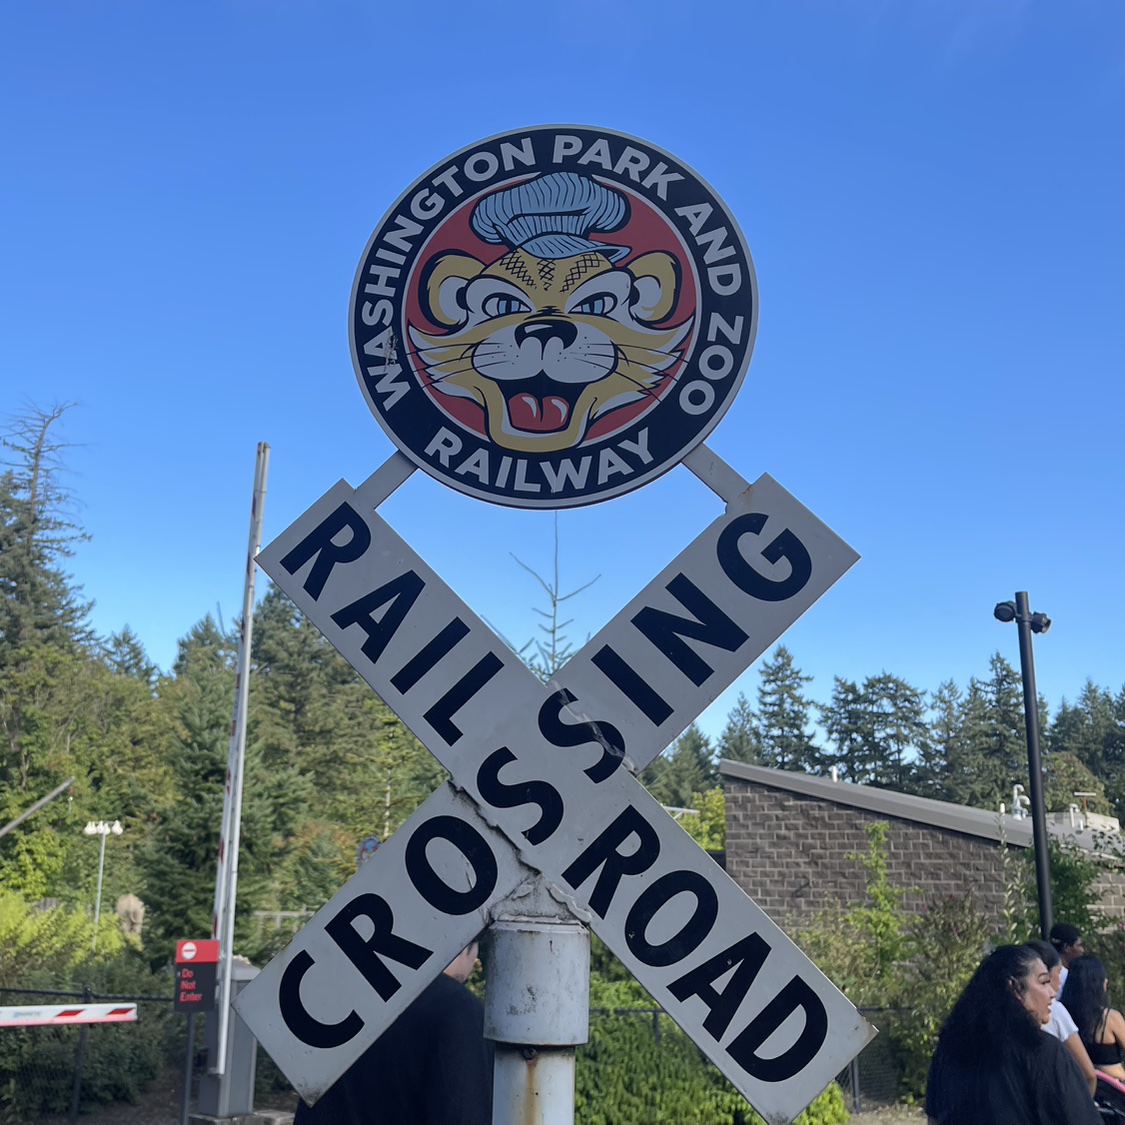 WASHINGTON PARK AND ZOO
RAILWAY
RAILROAD
CROSSING
Do
Not
Enter